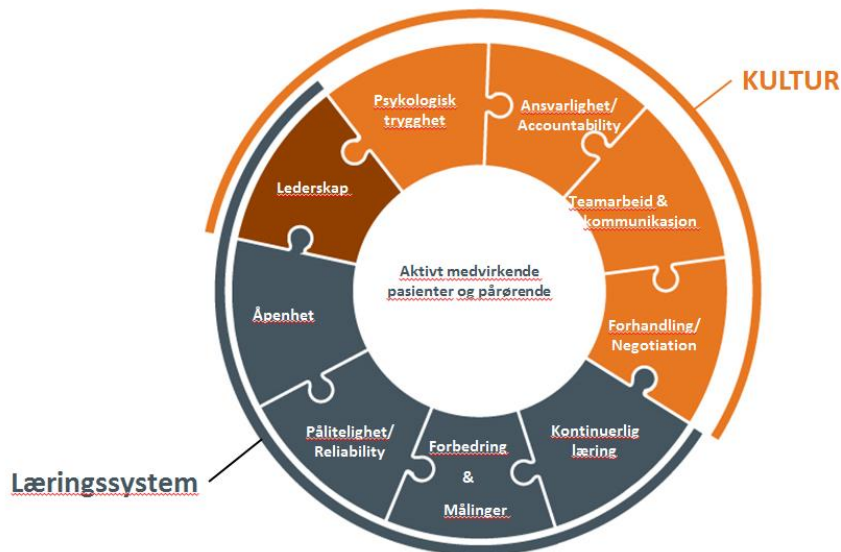 KULTUR
Psykologisk
trygghet
Ansvarlighet/
Accountability
Lederskap
Teamarbeid &
kommunikasjon
Aktivt medvirkende
pasienter og pårørende
Åpenhet
Forhandling/
Negotiation
Pålitelighet/
Reliability
Forbedring
&
Målinger
Kontinuerlig
læring
Læringssystem